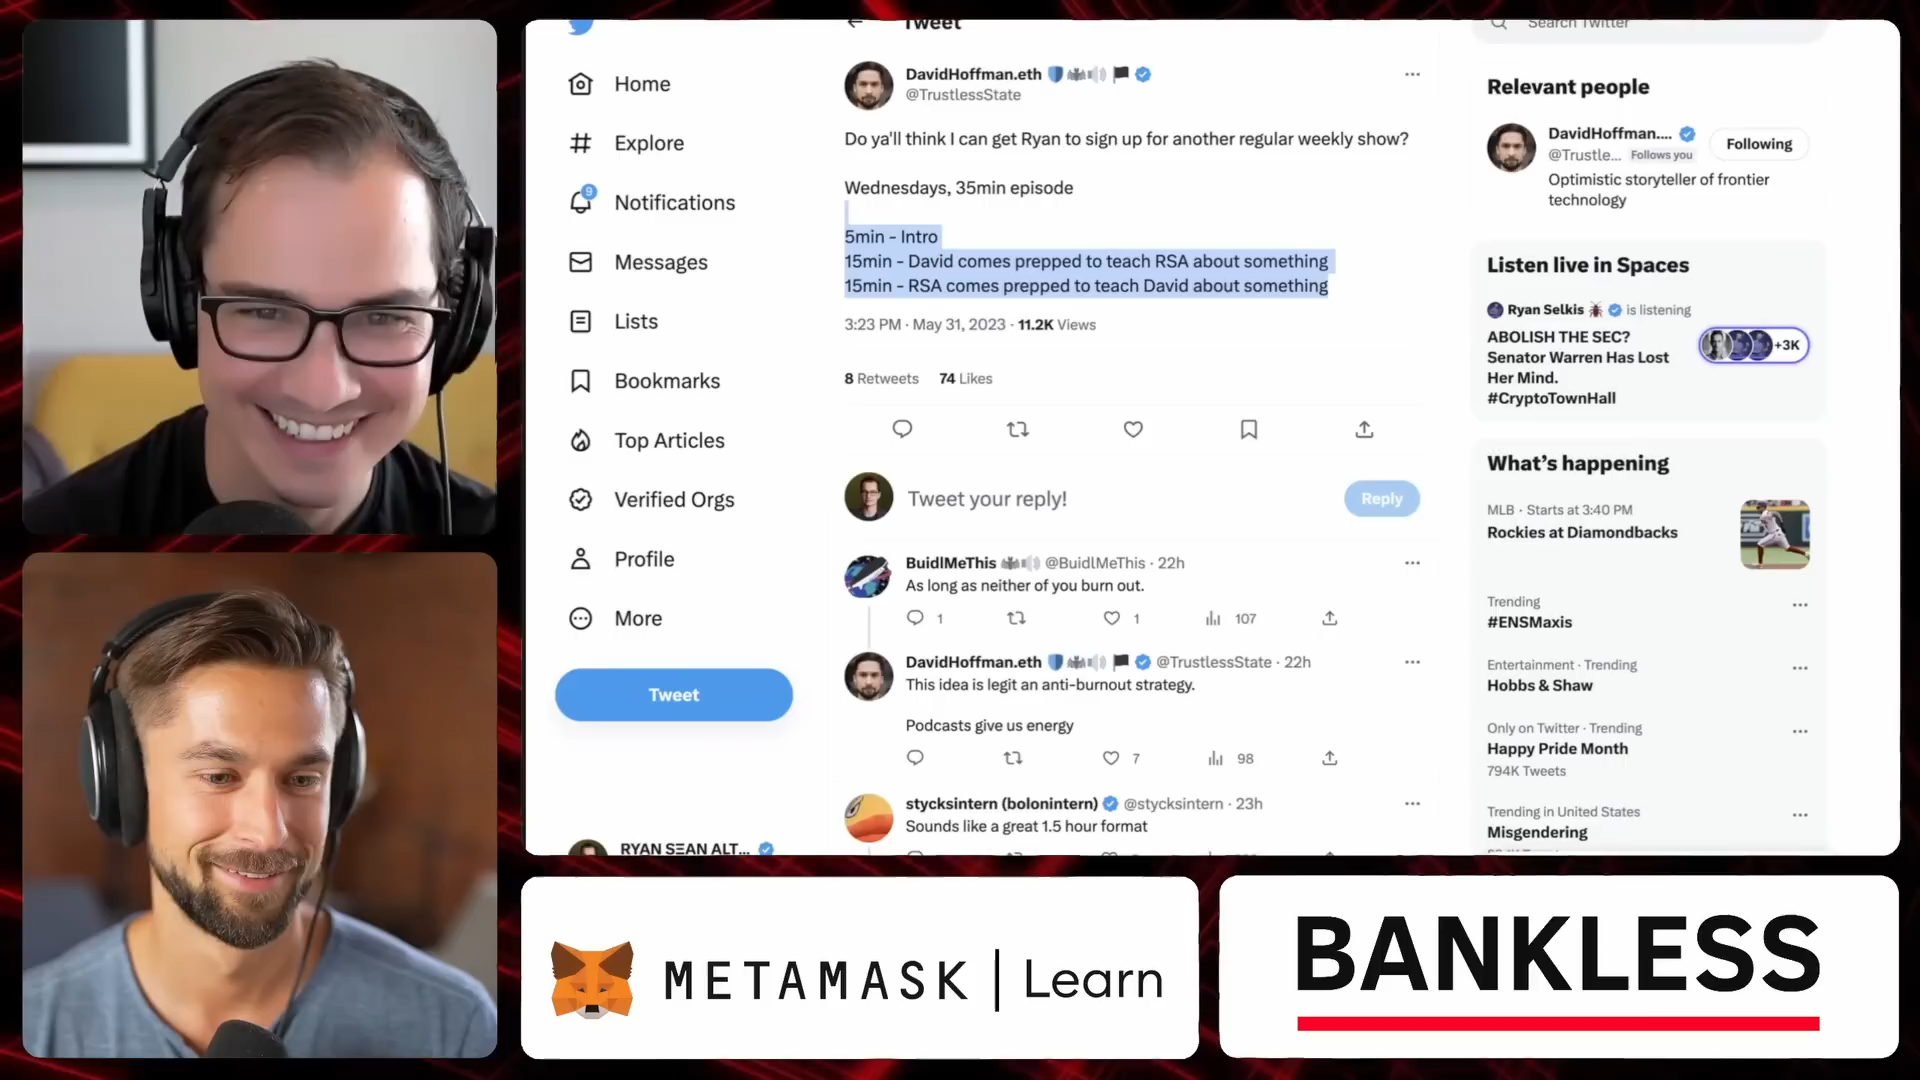 Tweet
Search Twitter
Home
Explore
9
Notifications
Messages
Lists
Bookmarks
Top Articles
Verified Orgs
Profile
More
Tweet
RYAN SΞAN ALT...
DavidHoffman.eth
@TrustlessState
Do ya'll think I can get Ryan to sign up for another regular weekly show?
Wednesdays, 35min episode
5min - Intro
15min - David comes prepped to teach RSA about something
15min - RSA comes prepped to teach David about something
3:23 PM · May 31, 2023 · 11.2K Views
8 Retweets 74 Likes
Tweet your reply!
Reply
BuidlMeThis @BuidlMeThis · 22h
As long as neither of you burn out.
1 1 107
DavidHoffman.eth @TrustlessState · 22h
This idea is legit an anti-burnout strategy.
Podcasts give us energy
7 98
stycksintern (bolonintern) @stycksintern · 23h
Sounds like a great 1.5 hour format
Relevant people
DavidHoffman....
@Trustle... Follows you
Following
Optimistic storyteller of frontier
technology
Listen live in Spaces
Ryan Selkis is listening
ABOLISH THE SEC?
Senator Warren Has Lost
Her Mind.
#CryptoTownHall
+3K
What's happening
MLB · Starts at 3:40 PM
Rockies at Diamondbacks
Trending
#ENSMaxis
Entertainment · Trending
Hobbs & Shaw
Only on Twitter · Trending
Happy Pride Month
794K Tweets
Trending in United States
Misgendering
METAMASK | Learn
BANKLESS